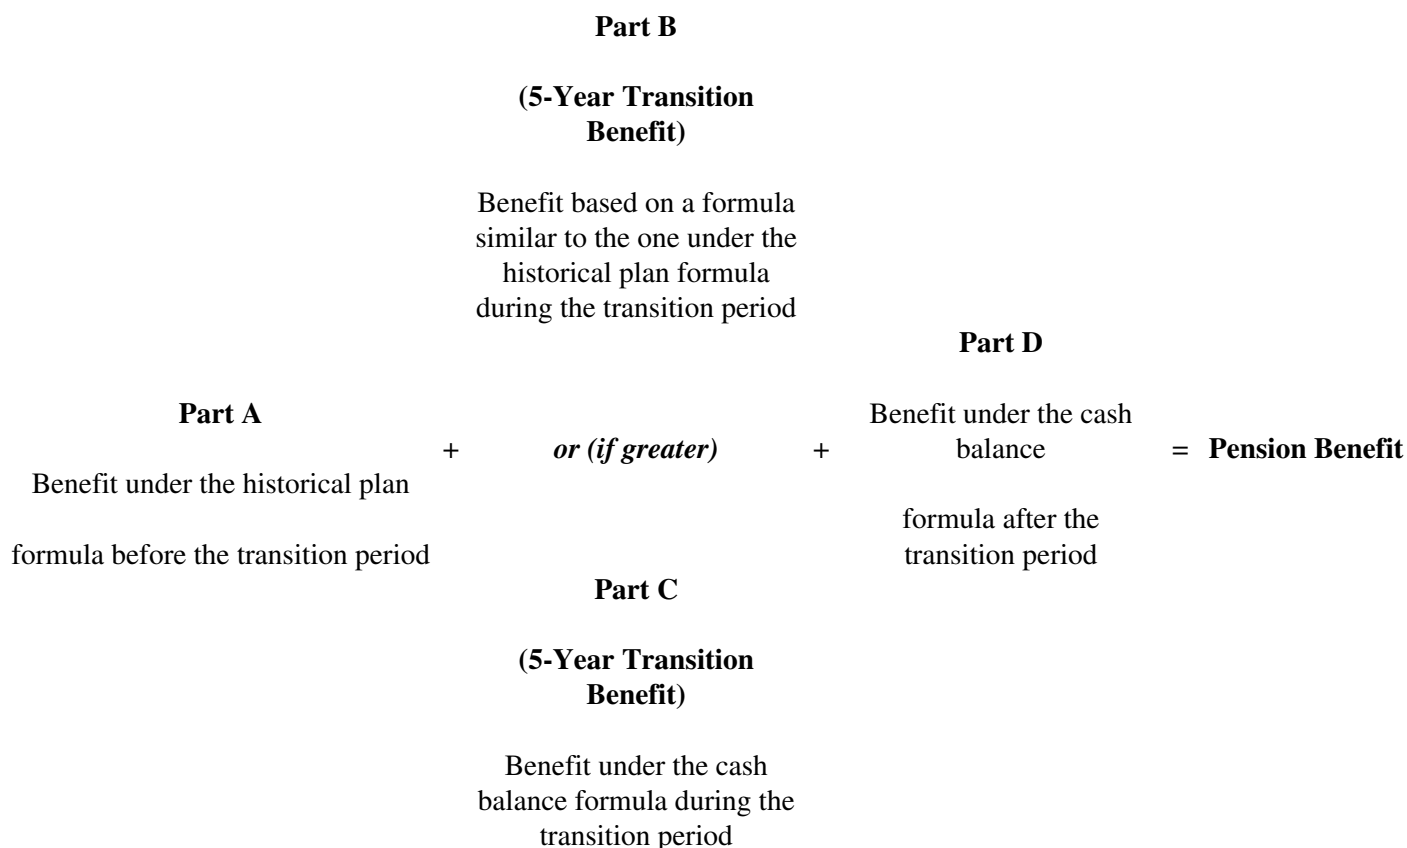 Part B
(5-Year Transition
Benefit)
Benefit based on a formula
similar to the one under the
historical plan formula
during the transition period
Part A
Benefit under the historical plan
formula before the transition period
+
or (if greater)
+
Part D
Benefit under the cash
balance
formula after the
transition period
= Pension Benefit
Part C
(5-Year Transition
Benefit)
Benefit under the cash
balance formula during the
transition period